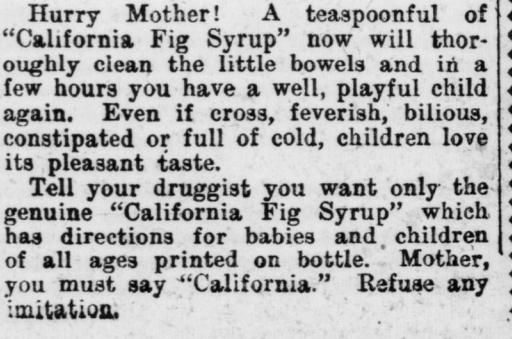 Hurry Mother! A teaspoonful of
“California Fig Syrup” now will thor-
oughly clean the little bowels and in a
few hours you have a well, playful child
again. Even if cross, feverish, bilious,
constipated or full of cold, children love
its pleasant taste.
Tell your druggist you want only the
genuine “California Fig Syrup” which
has directions for babies and children
of all ages printed on bottle. Mother,
you must say “California.” Refuse any
imitation.